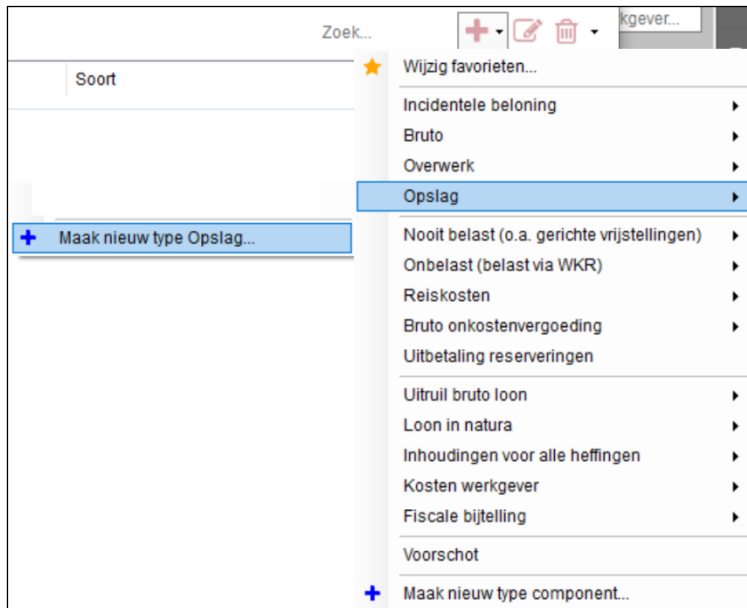 Zoek...
kgever...
Soort
Wijzig favorieten...
Incidentele beloning
Bruto
Overwerk
Opslag
Maak nieuw type Opslag...
Nooit belast (o.a. gerichte vrijstellingen)
Onbelast (belast via WKR)
Reiskosten
Bruto onkostenvergoeding
Uitbetaling reserveringen
Uitruil bruto loon
Loon in natura
Inhoudingen voor alle heffingen
Kosten werkgever
Fiscale bijtelling
Voorschot
Maak nieuw type component...